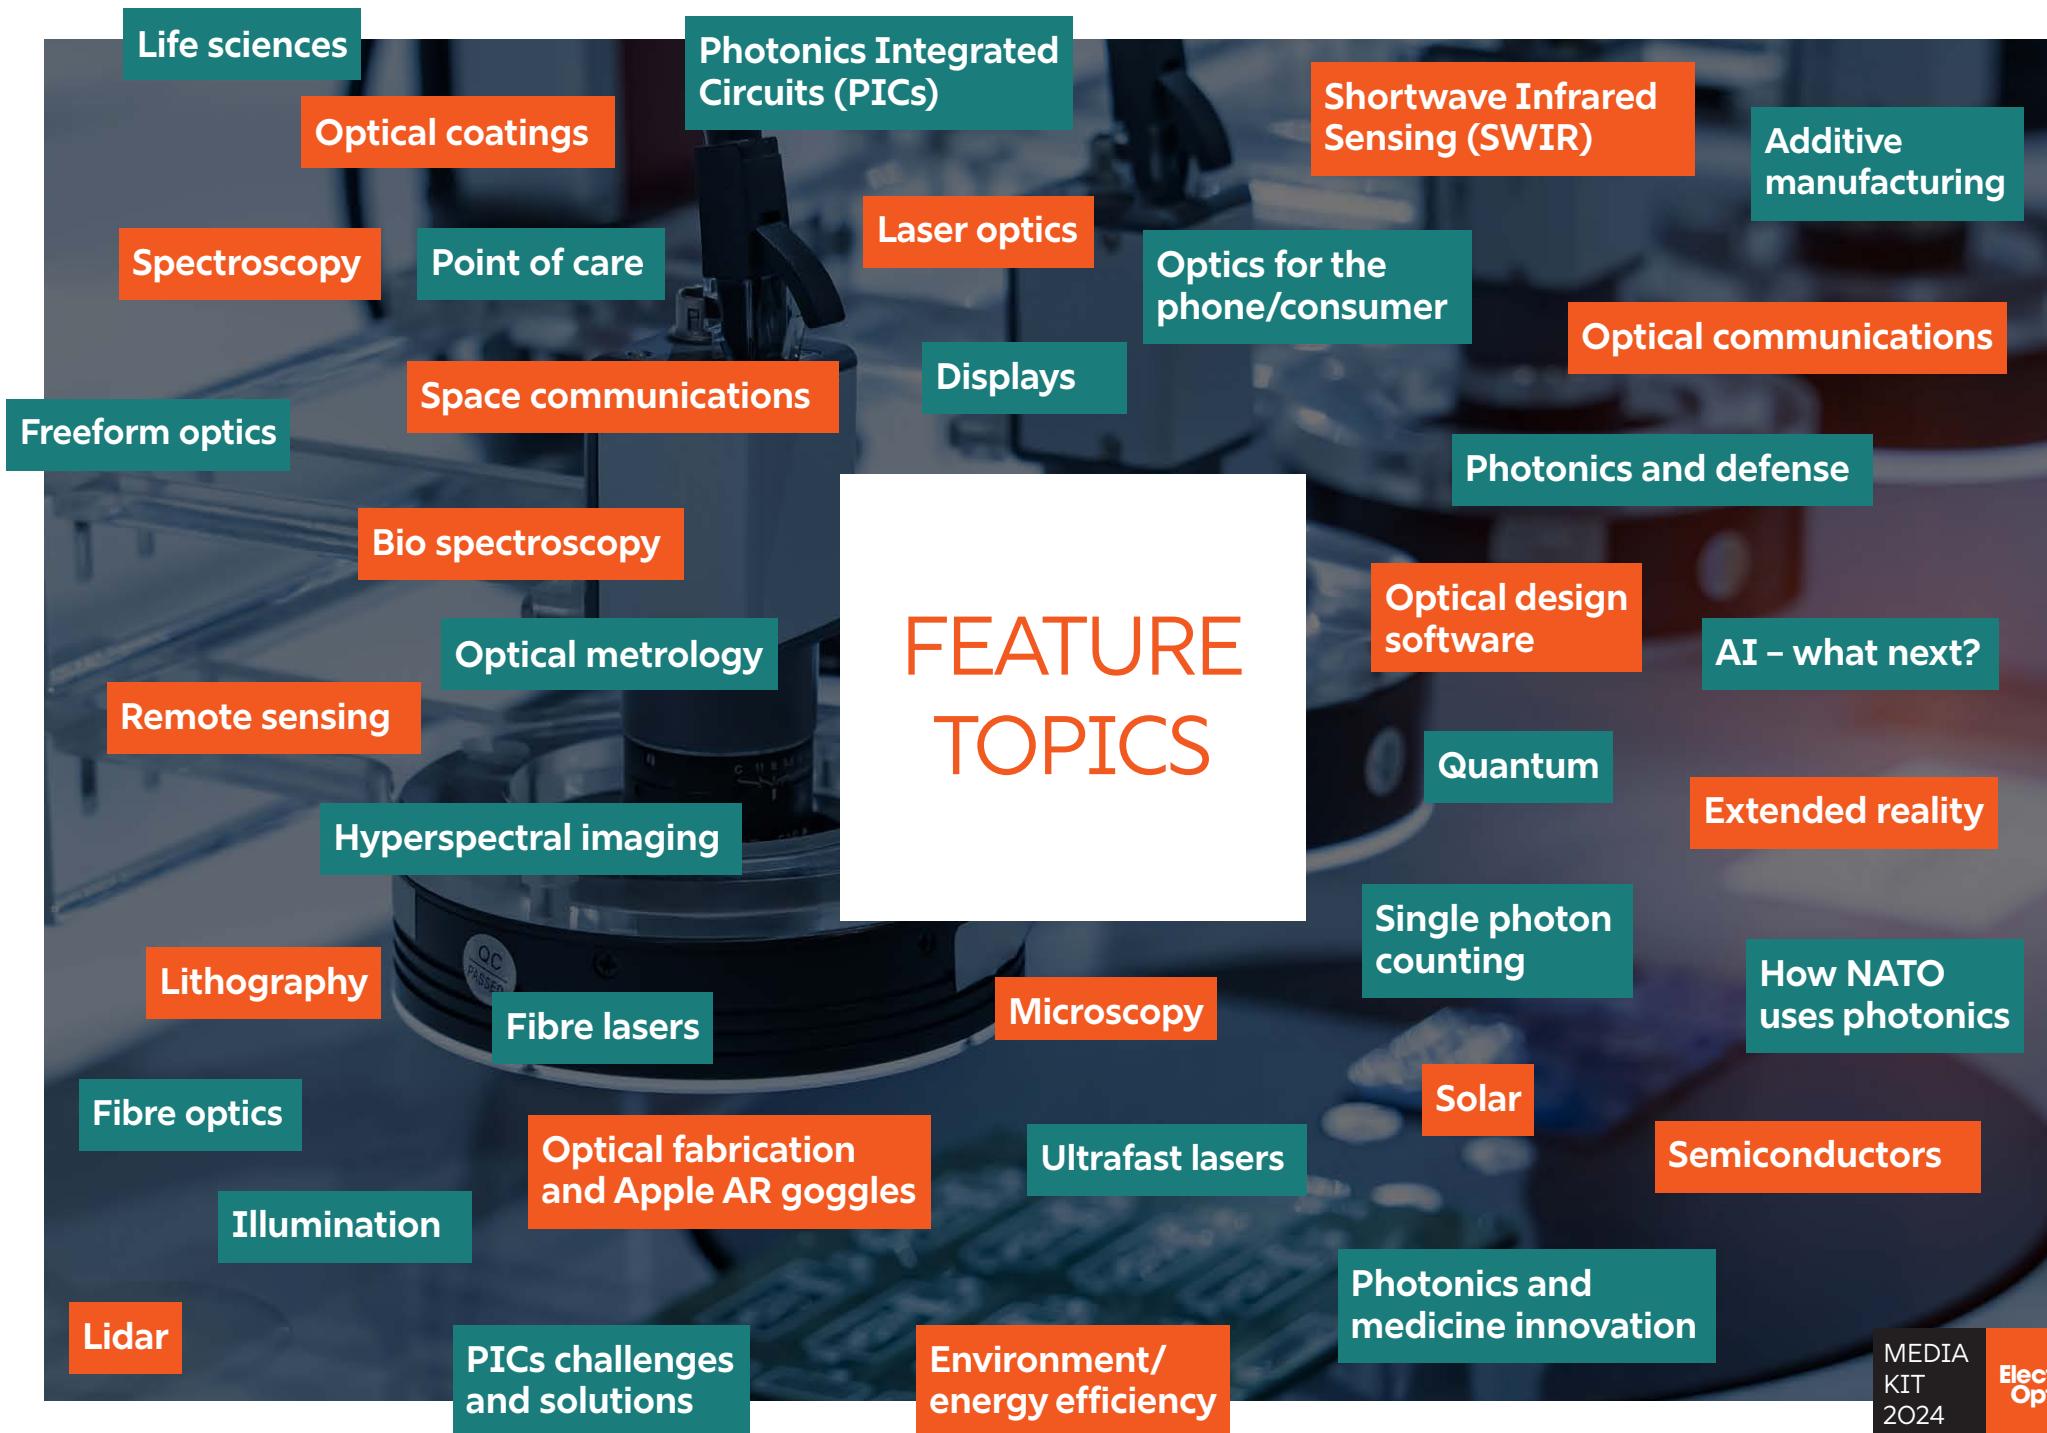 Life sciences
Photonics Integrated
Circuits (PICs)
Optical coatings
Shortwave Infrared
Sensing (SWIR)
Additive
manufacturing
Laser optics
Spectroscopy
Point of care
Optics for the
phone/consumer
Optical communications
Displays
Space communications
Freeform optics
Photonics and defense
Bio spectroscopy
FEATURE
TOPICS
Optical design
software
AI – what next?
Optical metrology
Remote sensing
Quantum
Extended reality
Hyperspectral imaging
Single photon
counting
How NATO
uses photonics
Lithography
QC
PASSED
Fibre lasers
Microscopy
Solar
Fibre optics
Optical fabrication
and Apple AR goggles
Ultrafast lasers
Semiconductors
Illumination
Photonics and
medicine innovation
Lidar
PICs challenges
and solutions
Environment/
energy efficiency
MEDIA
KIT
2024